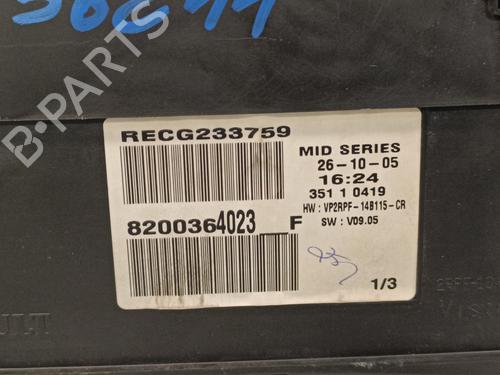 RECG233759
MID SERIES
26-10-05
16:24
351 1 0419
HW : VP2RPF-14B115-CR
SW : V09.05
8200364023__F
1/3
B-PARTS